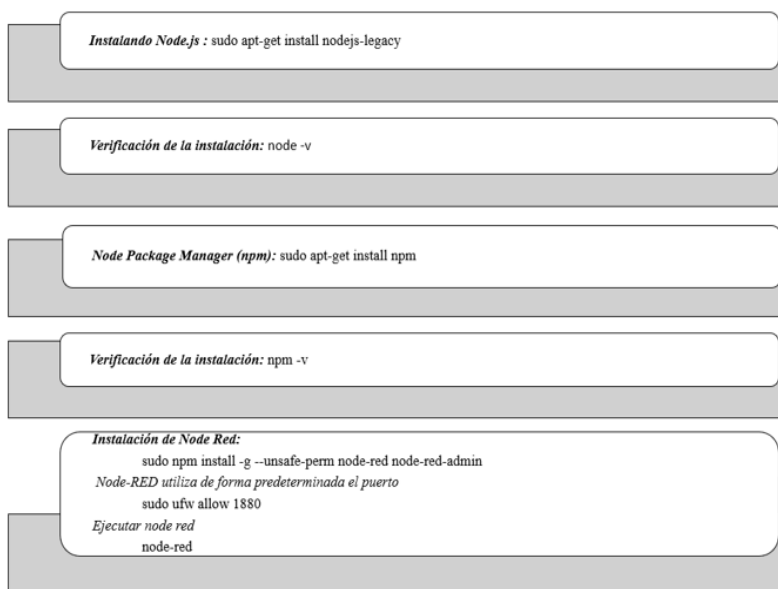 Instalando Node.js : sudo apt-get install nodejs-legacy
Verificación de la instalación: node -v
Node Package Manager (npm): sudo apt-get install npm
Verificación de la instalación: npm -v
Instalación de Node Red:
sudo npm install -g --unsafe-perm node-red node-red-admin
Node-RED utiliza de forma predeterminada el puerto
sudo ufw allow 1880
Ejecutar node red
node-red